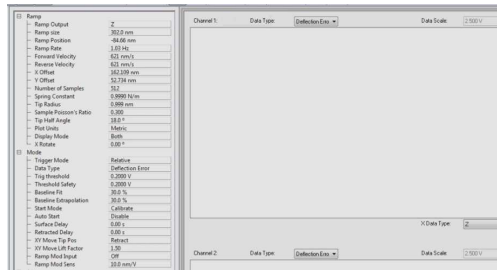 Ramp
Ramp Output Z
Ramp size 302.0 nm
Ramp Position -84.66 nm
Ramp Rate 1.03 Hz
Forward Velocity 621 nm/s
Reverse Velocity 621 nm/s
X Offset 162.109 nm
Y Offset 52.734 nm
Number of Samples 512
Spring Constant 0.9990 N/m
Tip Radius 0.999 nm
Sample Poisson's Ratio 0.300
Tip Half Angle 18.0 °
Plot Units Metric
Display Mode Both
X Rotate 0.00 °
Mode
Trigger Mode Relative
Data Type Deflection Error
Trig threshold 0.2000 V
Threshold Safety 0.2000 V
Baseline Fit 30.0 %
Baseline Extrapolation 30.0 %
Start Mode Calibrate
Auto Start Disable
Surface Delay 0.00 s
Retracted Delay 0.00 s
XY Move Tip Pos Retract
XY Move Lift Factor 1.50
Ramp Mod Input Off
Ramp Mod Sens 10.0 nm/V
Channel 1: Data Type: Deflection Erro Data Scale: 2.500 V
X Data Type: Z
Channel 2: Data Type: Deflection Erro Data Scale: 2.500 V